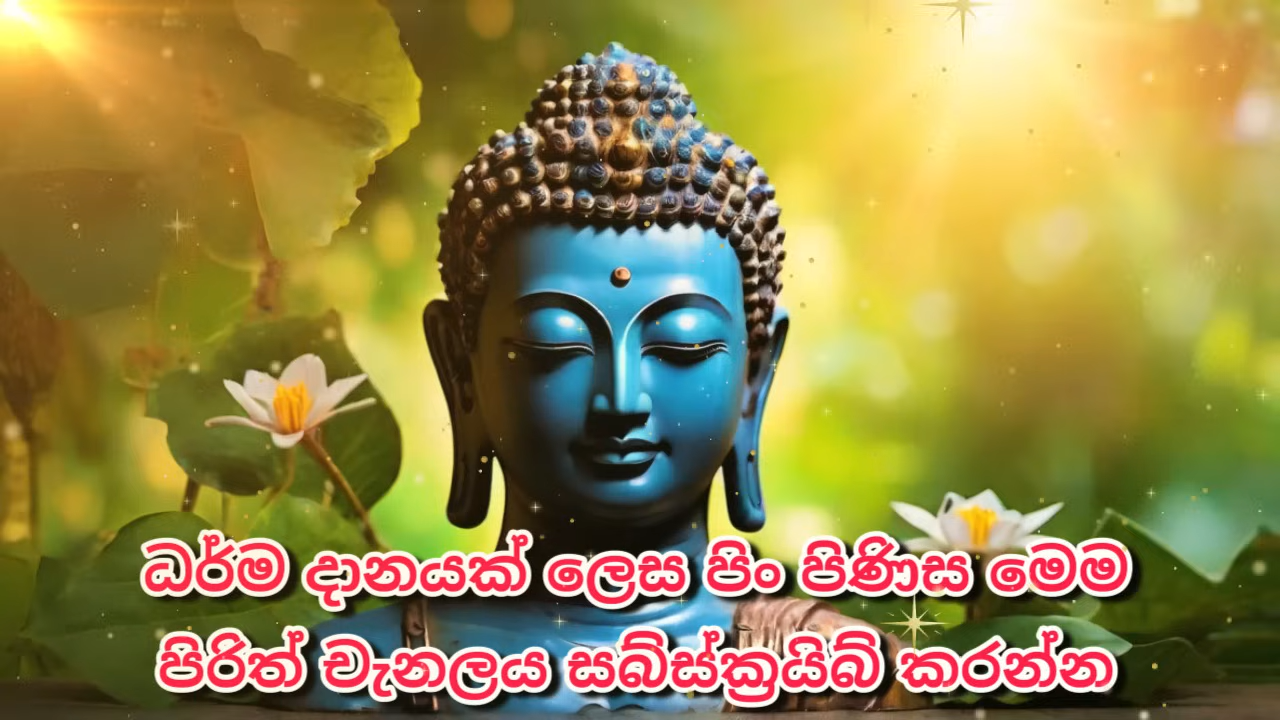 ධර්ම දානයක් ලෙස පිං පිණිස මෙම
පිරිත් චැනලය සබ්ස්ක්‍රයිබ් කරන්න